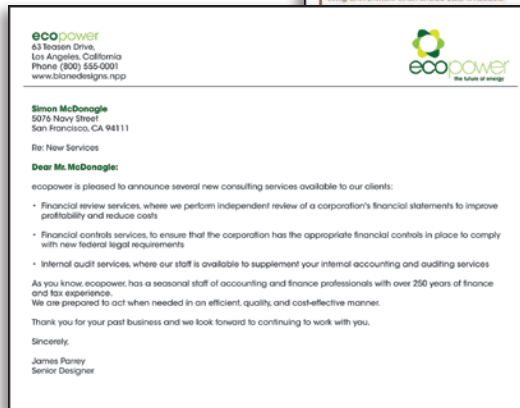 ecopower
63 Teasen Drive,
Los Angeles, California
Phone (800) 555-0001
www.blanedesigns.npp
ecopower
the future of energy
Simon McDonagle
5076 Navy Street
San Francisco, CA 94111
Re: New Services
Dear Mr. McDonagle:
ecopower is pleased to announce several new consulting services available to our clients:
• Financial review services, where we perform independent review of a corporation's financial statements to improve
profitability and reduce costs
• Financial controls services, to ensure that the corporation has the appropriate financial controls in place to comply
with new federal legal requirements
• Internal audit services, where our staff is available to supplement your internal accounting and auditing services
As you know, ecopower, has a seasonal staff of accounting and finance professionals with over 250 years of finance
and tax experience.
We are prepared to act when needed in an efficient, quality, and cost-effective manner.
Thank you for your past business and we look forward to continuing to work with you.
Sincerely,
James Parrey
Senior Designer